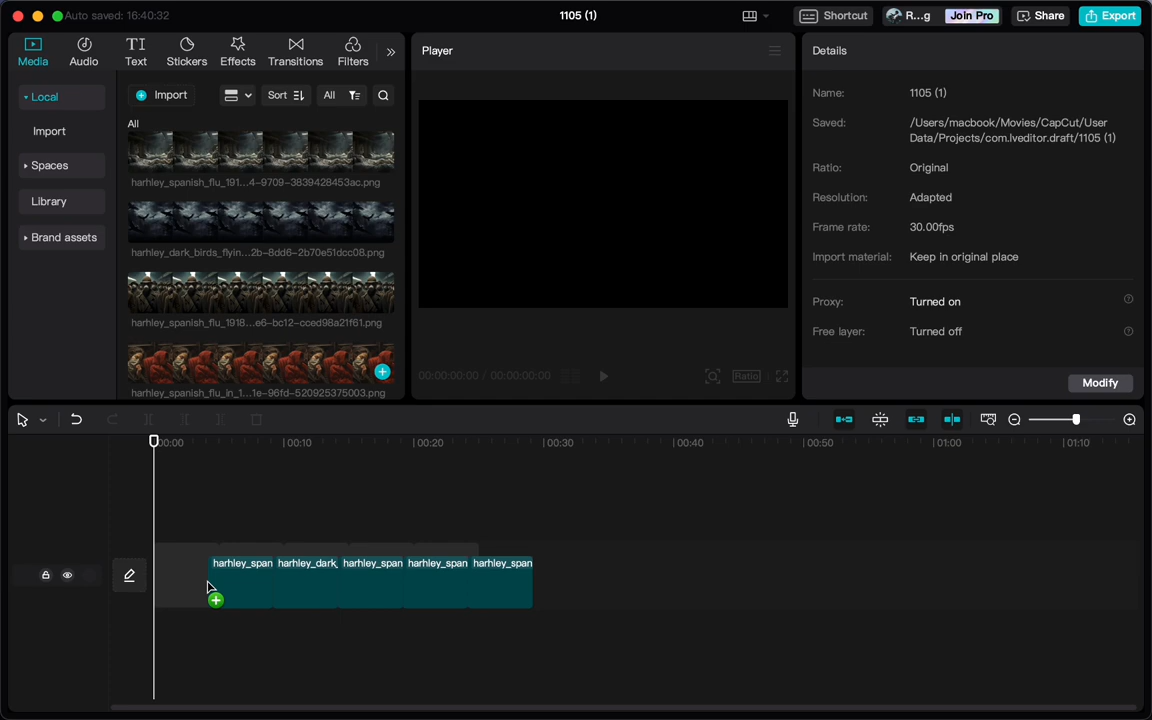 Auto saved: 16:40:32
1105 (1)
Shortcut
R...g
Join Pro
Share
Export
Media
Audio
TI
Text
Stickers
Effects
Transitions
Filters
Player
Details
Local
Import
Spaces
Library
Brand assets
Import
Sort
All
All
harhley_spanish_flu_191...4-9709-3839428453ac.png
harhley_dark_birds_flyin...2b-8dd6-2b70e51dcc08.png
harhley_spanish_flu_1918...e6-bc12-cced98a21f61.png
harhley_spanish_flu_in_1...1e-96fd-520925375003.png
00:00:00:00 / 00:00:00:00
Ratio
Name: 1105 (1)
Saved: /Users/macbook/Movies/CapCut/User
Data/Projects/com.lveditor.draft/1105 (1)
Ratio: Original
Resolution: Adapted
Frame rate: 30.00fps
Import material: Keep in original place
Proxy: Turned on
Free layer: Turned off
Modify
00:00 00:10 00:20 00:30 00:40 00:50 01:00 01:10
harhley_span harhley_dark_ harhley_span harhley_span harhley_span